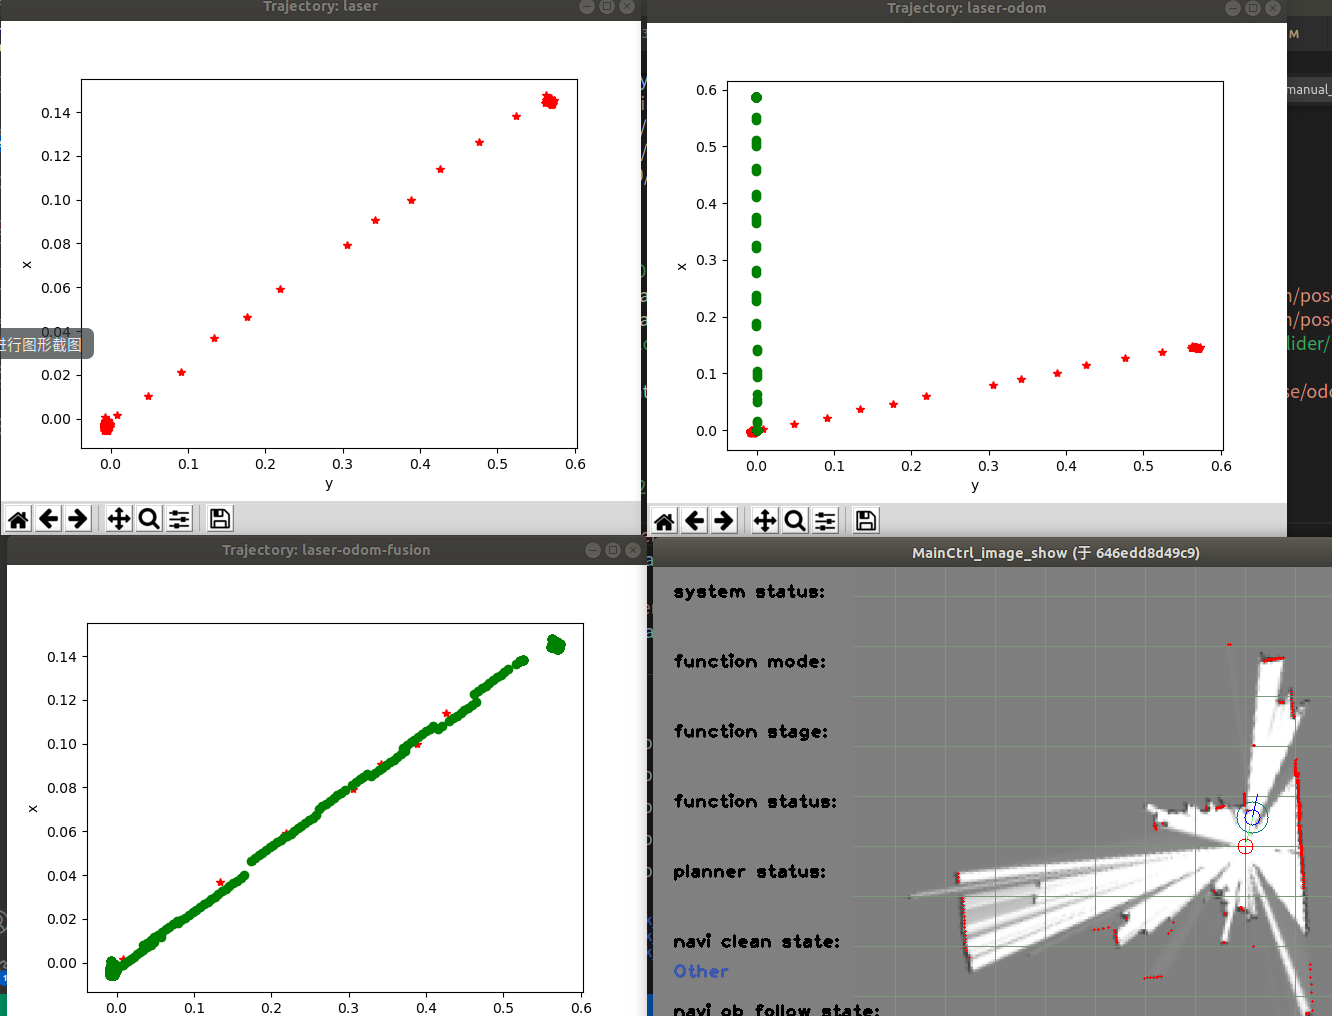 Trajectory: laser
0.14
0.12
0.10
0.08
0.06
0.04
0.02
0.00
x
0.0 0.1 0.2 0.3 0.4 0.5 0.6
y
进行图形截图
Trajectory: laser-odom
0.6
0.5
0.4
0.3
0.2
0.1
0.0
x
0.0 0.1 0.2 0.3 0.4 0.5 0.6
y
M
manual_
n/pos
n/pos
lider/
se/od
Trajectory: laser-odom-fusion
0.14
0.12
0.10
0.08
0.06
0.04
0.02
0.00
x
0.0 0.1 0.2 0.3 0.4 0.5 0.6
MainCtrl_image_show (于 646edd8d49c9)
system status:
function mode:
function stage:
function status:
planner status:
navi clean state:
Other
navi ob follow state: